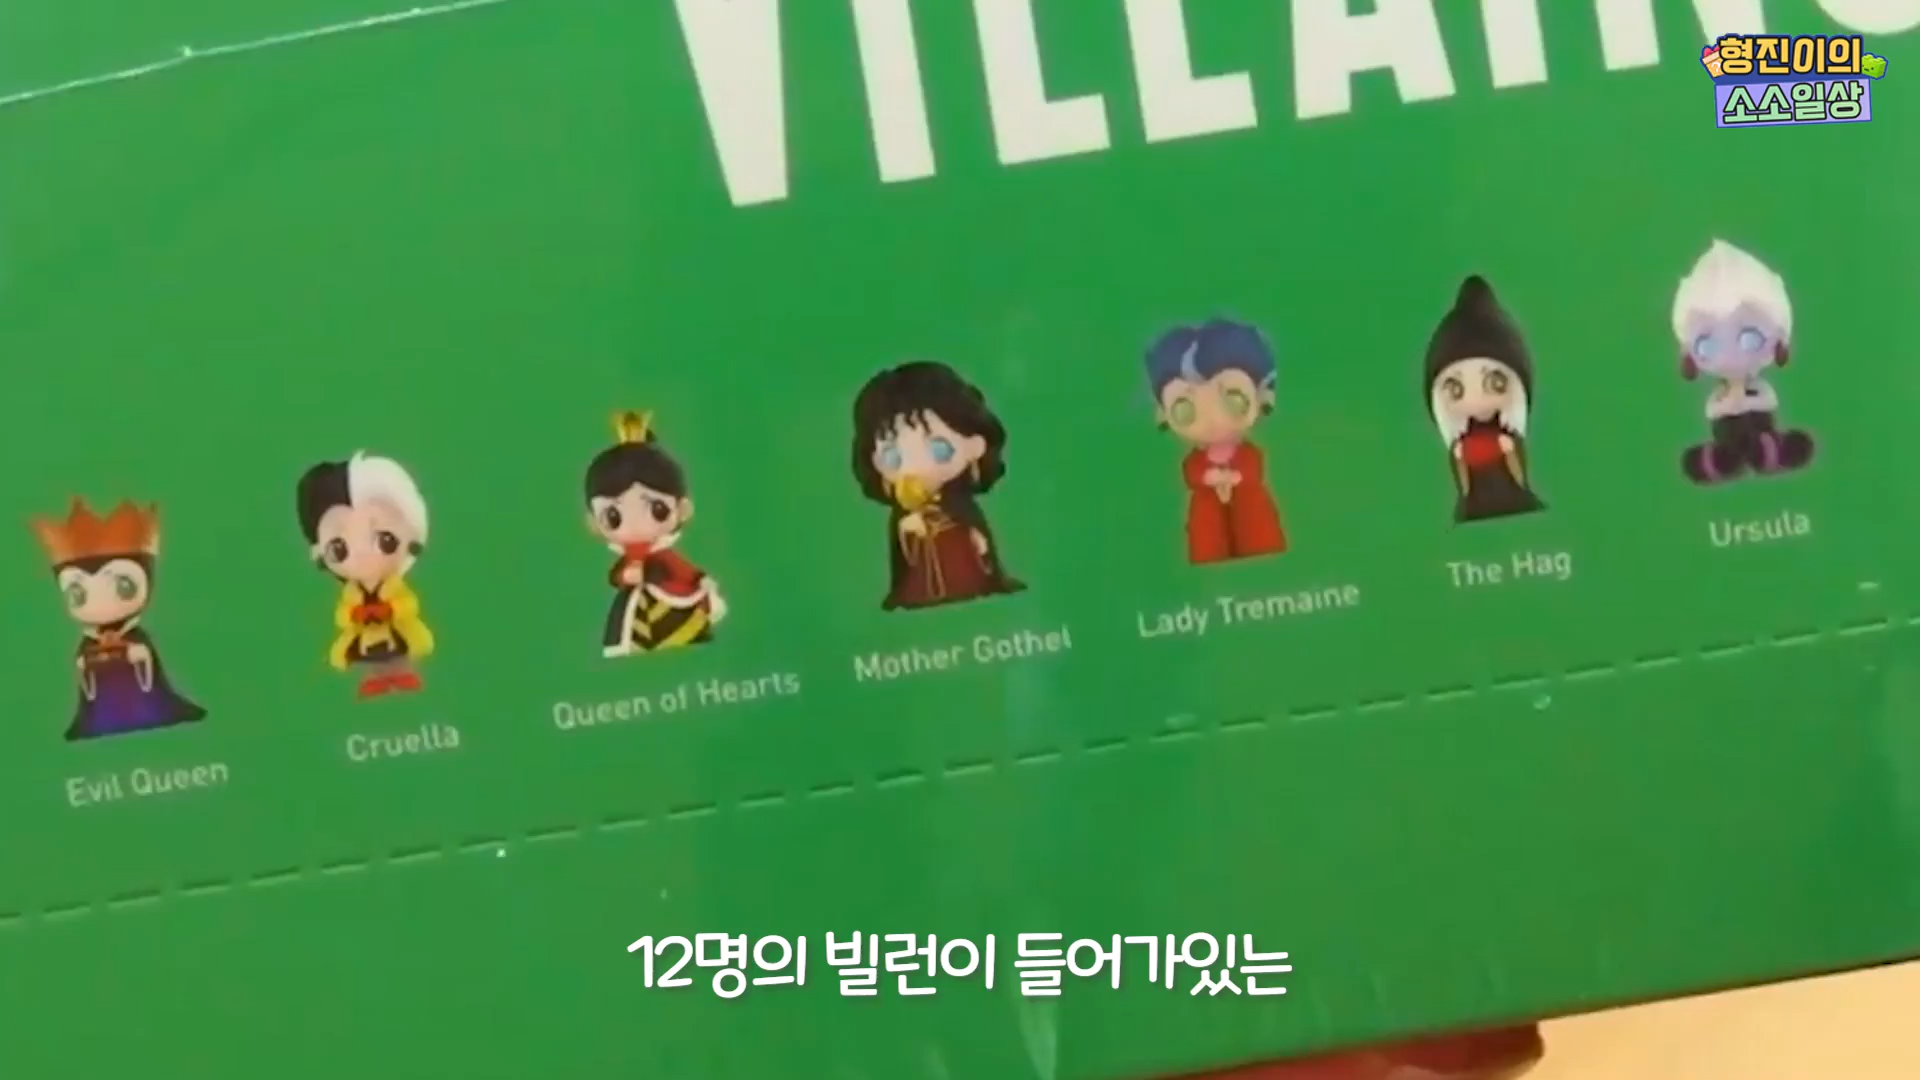 VILLAINS
형진이의
소소일상
Evil Queen
Cruella
Queen of Hearts
Mother Gothel
Lady Tremaine
The Hag
Ursula
12명의 빌런이 들어가있는